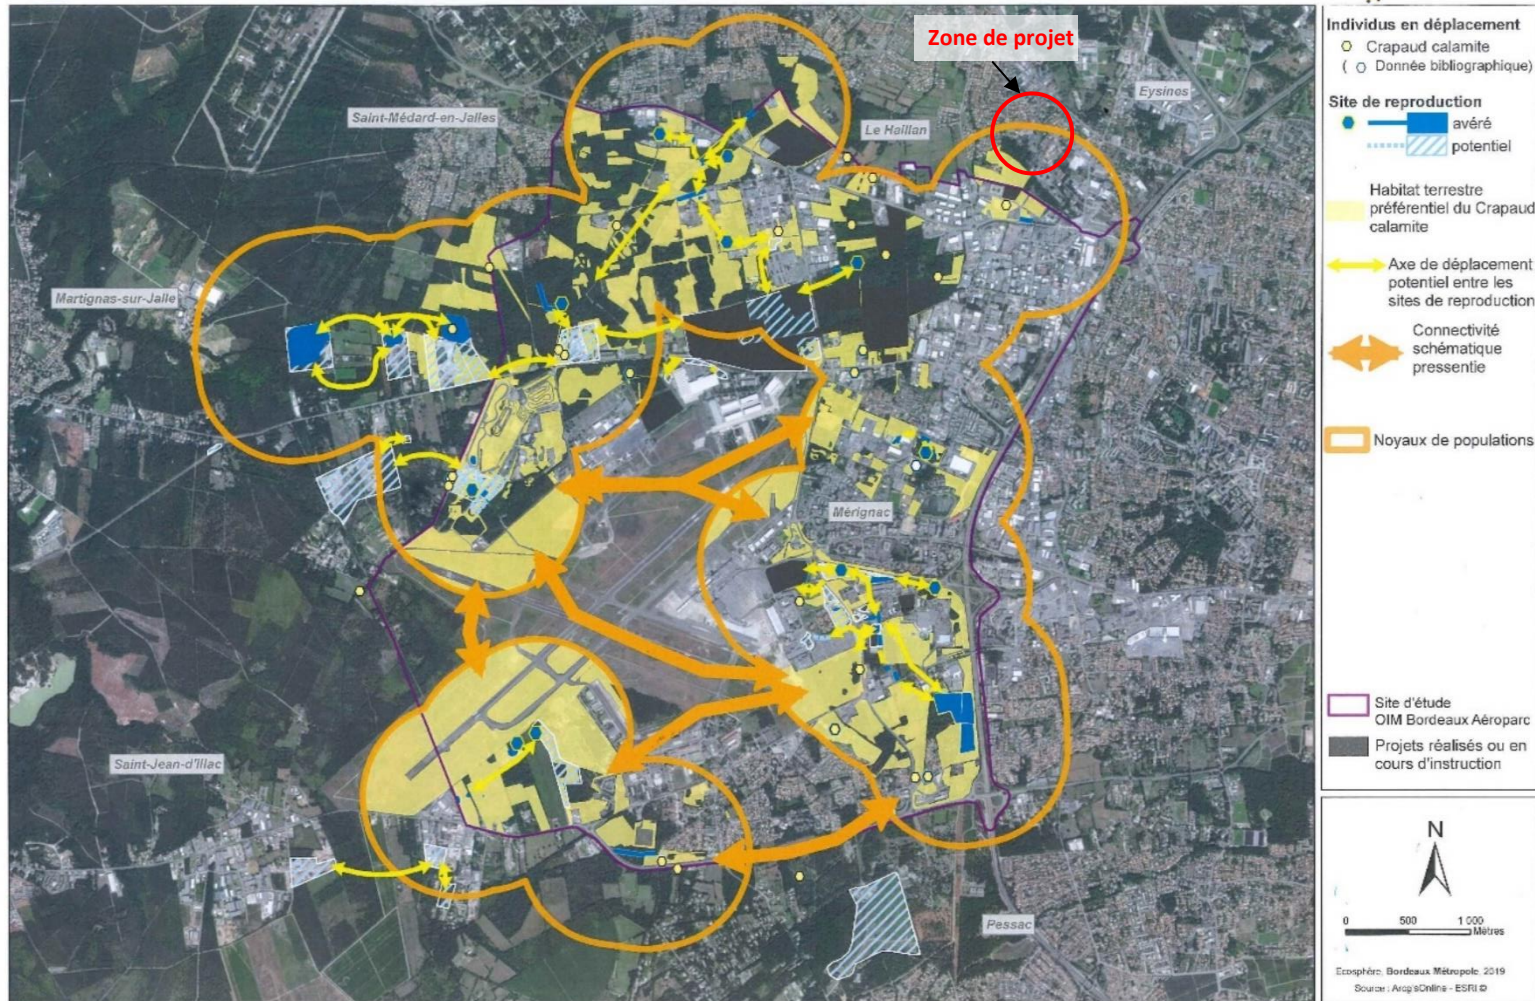 Zone de projet
Eysines
Saint-Médard-en-Jalles
Le Haillan
Martignas-sur-Jalle
Mérignac
Saint-Jean-d'Illac
Pessac
Individus en déplacement
Crapaud calamite
( Donnée bibliographique)
Site de reproduction
avéré
potentiel
Habitat terrestre
préférentiel du Crapaud
calamite
Axe de déplacement
potentiel entre les
sites de reproduction
Connectivité
schématique
pressentie
Noyaux de populations
Site d'étude
OIM Bordeaux Aéroparc
Projets réalisés ou en
cours d'instruction
N
0 500 1 000
Mètres
Ecosphère, Bordeaux Métropole, 2019
Source : ArcgisOnline - ESRI ©